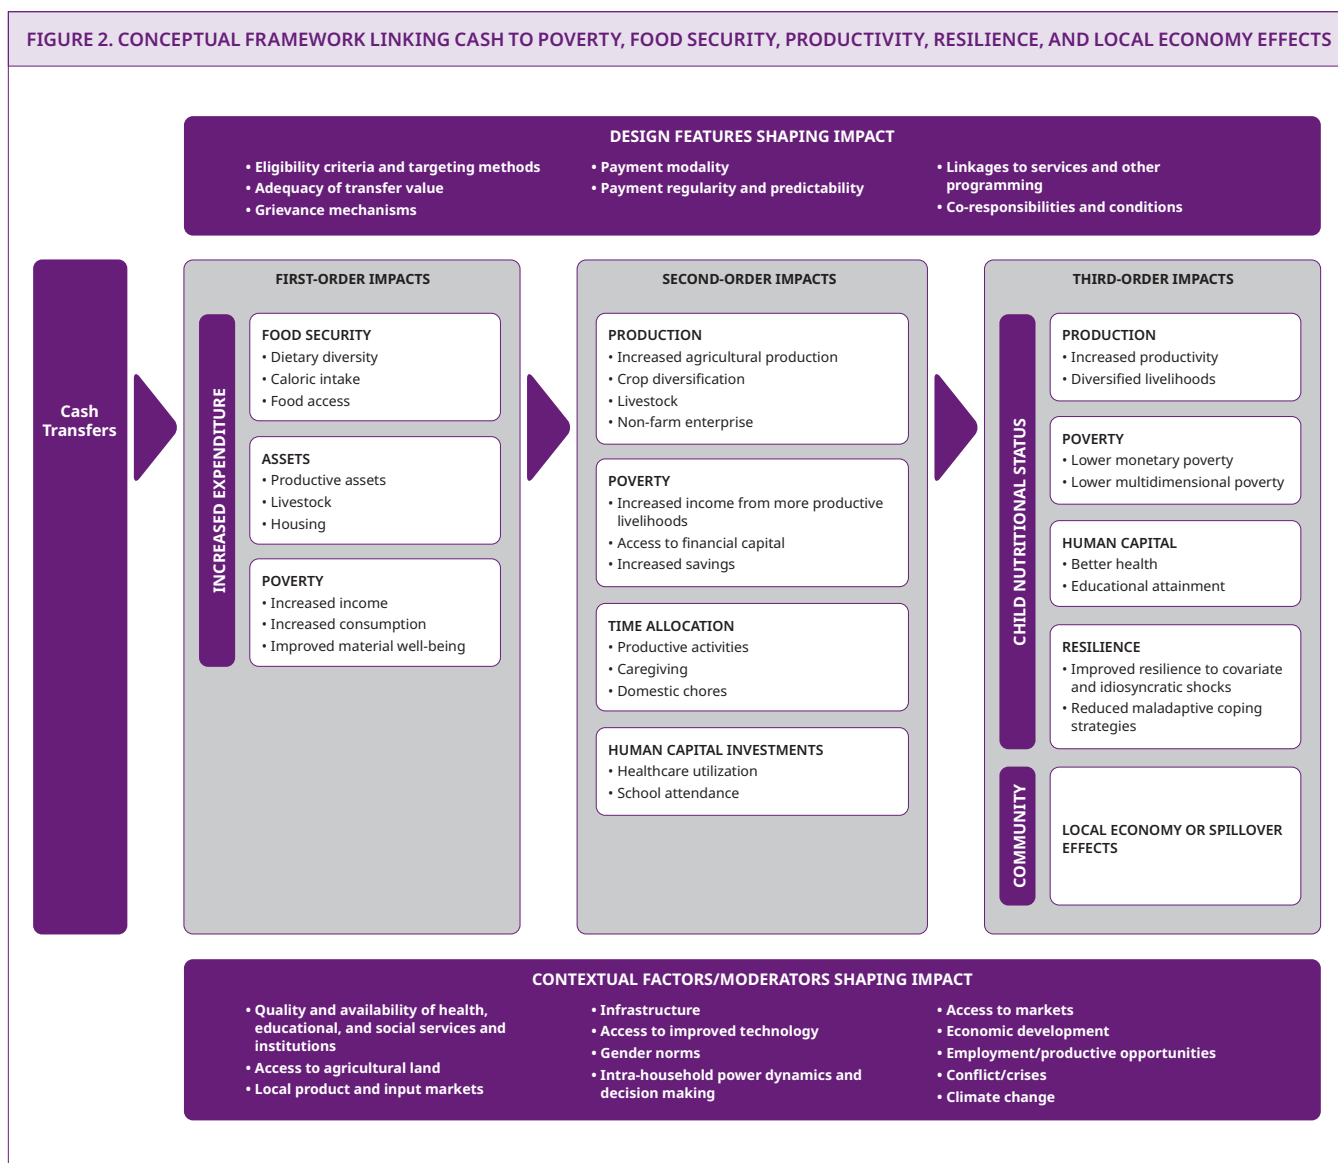 FIGURE 2. CONCEPTUAL FRAMEWORK LINKING CASH TO POVERTY, FOOD SECURITY, PRODUCTIVITY, RESILIENCE, AND LOCAL ECONOMY EFFECTS
DESIGN FEATURES SHAPING IMPACT
• Eligibility criteria and targeting methods
• Adequacy of transfer value
• Grievance mechanisms
• Payment modality
• Payment regularity and predictability
• Linkages to services and other
programming
• Co-responsibilities and conditions
Cash
Transfers
FIRST-ORDER IMPACTS
INCREASED EXPENDITURE
FOOD SECURITY
• Dietary diversity
• Caloric intake
• Food access
ASSETS
• Productive assets
• Livestock
• Housing
POVERTY
• Increased income
• Increased consumption
• Improved material well-being
SECOND-ORDER IMPACTS
PRODUCTION
• Increased agricultural production
• Crop diversification
• Livestock
• Non-farm enterprise
POVERTY
• Increased income from more productive
livelihoods
• Access to financial capital
• Increased savings
TIME ALLOCATION
• Productive activities
• Caregiving
• Domestic chores
HUMAN CAPITAL INVESTMENTS
• Healthcare utilization
• School attendance
THIRD-ORDER IMPACTS
CHILD NUTRITIONAL STATUS
PRODUCTION
• Increased productivity
• Diversified livelihoods
POVERTY
• Lower monetary poverty
• Lower multidimensional poverty
HUMAN CAPITAL
• Better health
• Educational attainment
RESILIENCE
• Improved resilience to covariate
and idiosyncratic shocks
• Reduced maladaptive coping
strategies
COMMUNITY
LOCAL ECONOMY OR SPILLOVER
EFFECTS
CONTEXTUAL FACTORS/MODERATORS SHAPING IMPACT
• Quality and availability of health,
educational, and social services and
institutions
• Access to agricultural land
• Local product and input markets
• Infrastructure
• Access to improved technology
• Gender norms
• Intra-household power dynamics and
decision making
• Access to markets
• Economic development
• Employment/productive opportunities
• Conflict/crises
• Climate change